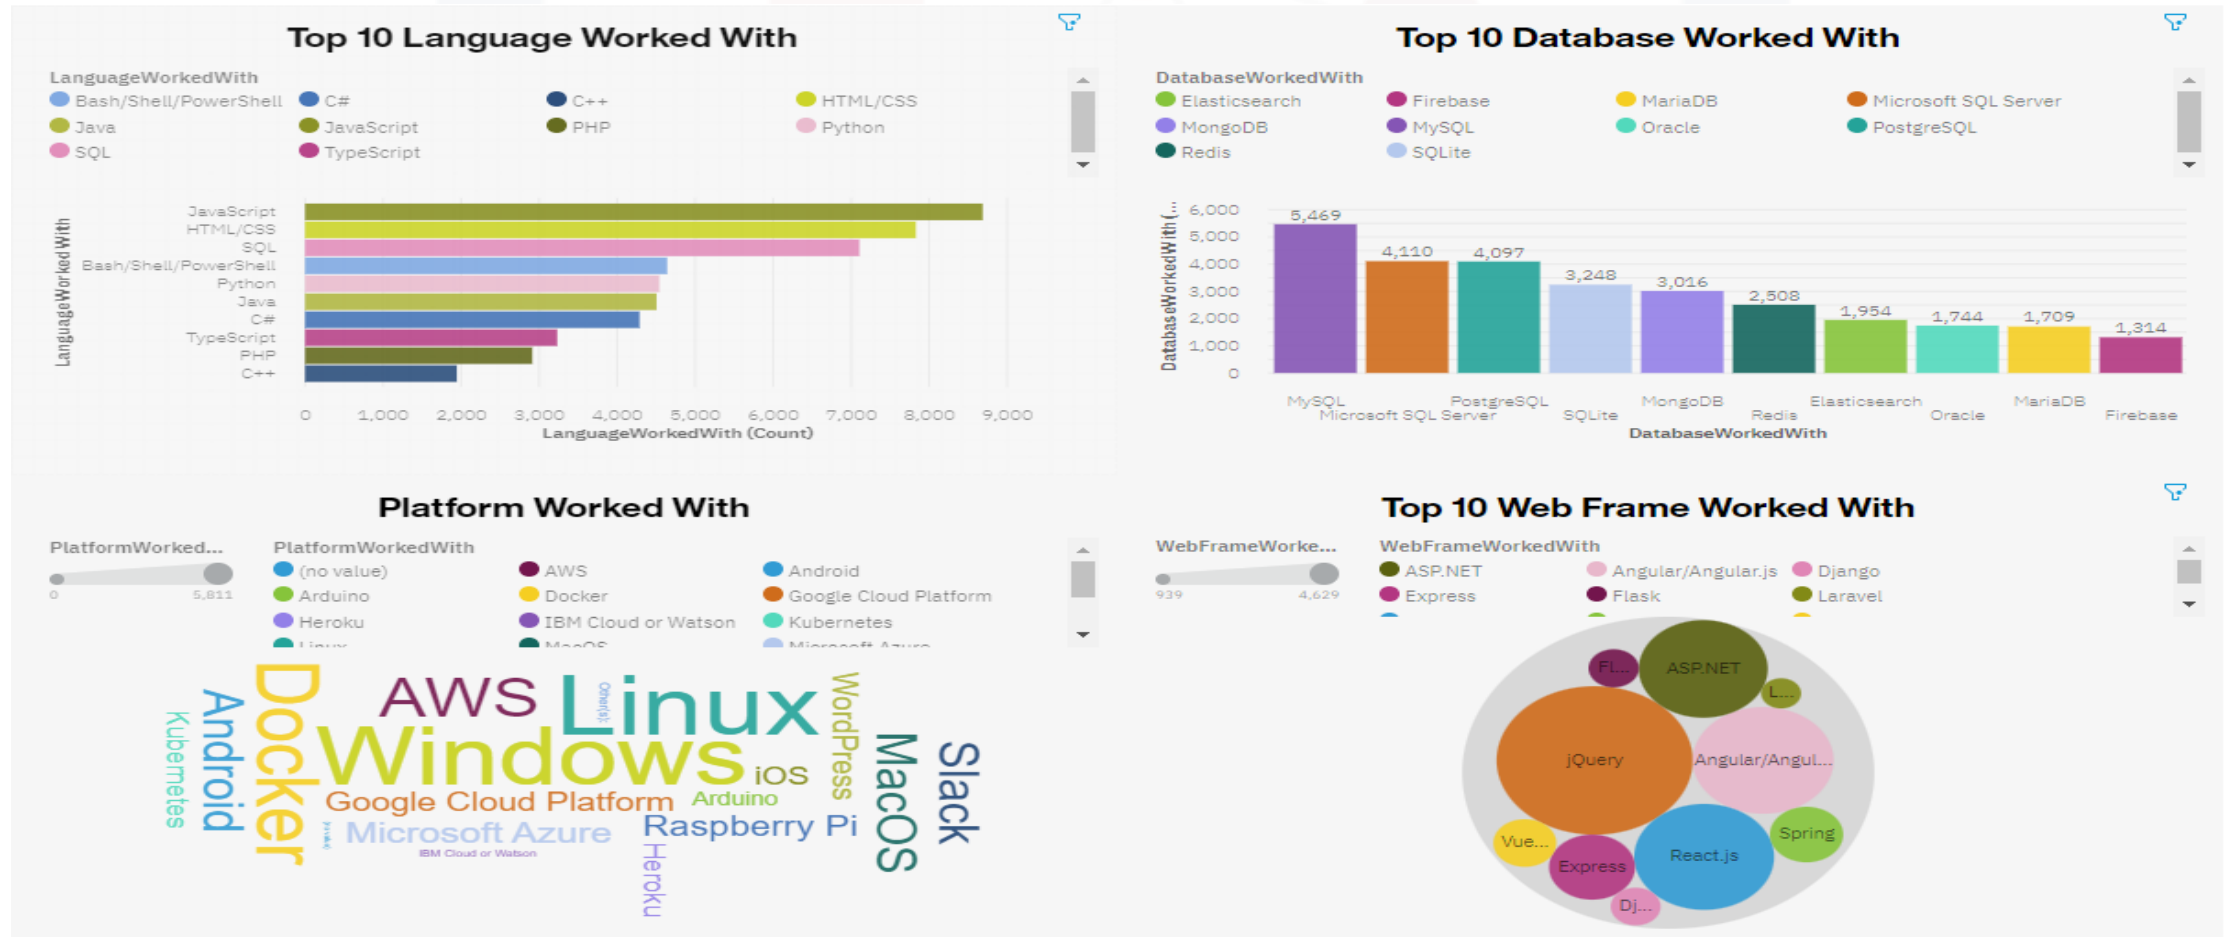 Top 10 Language Worked With
LanguageWorkedWith
Bash/Shell/PowerShell C# C++ HTML/CSS
Java JavaScript PHP Python
SQL TypeScript
LanguageWorkedWith
JavaScript
HTML/CSS
SQL
Bash/Shell/PowerShell
Python
Java
C#
TypeScript
PHP
C++
0 1,000 2,000 3,000 4,000 5,000 6,000 7,000 8,000 9,000
LanguageWorkedWith (Count)
Top 10 Database Worked With
DatabaseWorkedWith
Elasticsearch Firebase MariaDB Microsoft SQL Server
MongoDB MySQL Oracle PostgreSQL
Redis SQLite
DatabaseWorkedWith (...
6,000
5,000
4,000
3,000
2,000
1,000
0
5,469 4,110 4,097 3,248 3,016 2,508 1,954 1,744 1,709 1,314
MySQL PostgreSQL MongoDB Elasticsearch MariaDB
Microsoft SQL Server SQLite Redis Oracle Firebase
DatabaseWorkedWith
Platform Worked With
PlatformWorked...
0 5,811
PlatformWorkedWith
(no value) AWS Android
Arduino Docker Google Cloud Platform
Heroku IBM Cloud or Watson Kubernetes
Linux MacOS Microsoft Azure
Kubernetes
Android
Docker
AWS
Linux
Other(s):
WordPress
Windows
iOS
MacOS
Slack
Google Cloud Platform
Arduino
Microsoft Azure
Raspberry Pi
IBM Cloud or Watson
Heroku
Top 10 Web Frame Worked With
WebFrameWorke...
939 4,629
WebFrameWorkedWith
ASP.NET Angular/Angular.js Django
Express Flask Laravel
FL...
ASP.NET
L...
jQuery
Angular/Angul...
Vue...
Express
React.js
Spring
Dj...